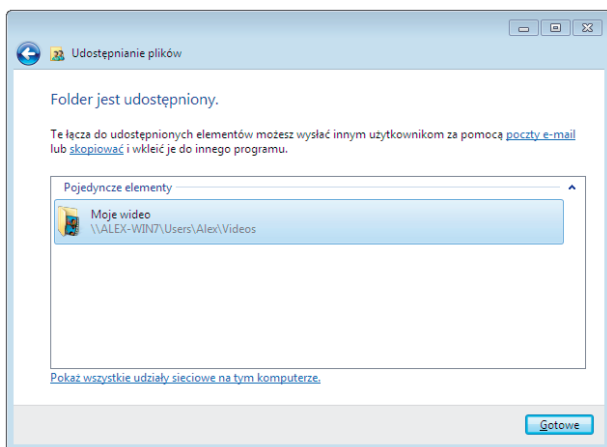 Udostępnianie plików
Folder jest udostępniony.
Te łącza do udostępnionych elementów możesz wysłać innym użytkownikom za pomocą poczty e-mail
lub skopiować i wkleić je do innego programu.
Pojedyncze elementy
Moje wideo
\\ALEX-WIN7\Users\Alex\Videos
Pokaż wszystkie udziały sieciowe na tym komputerze.
Gotowe